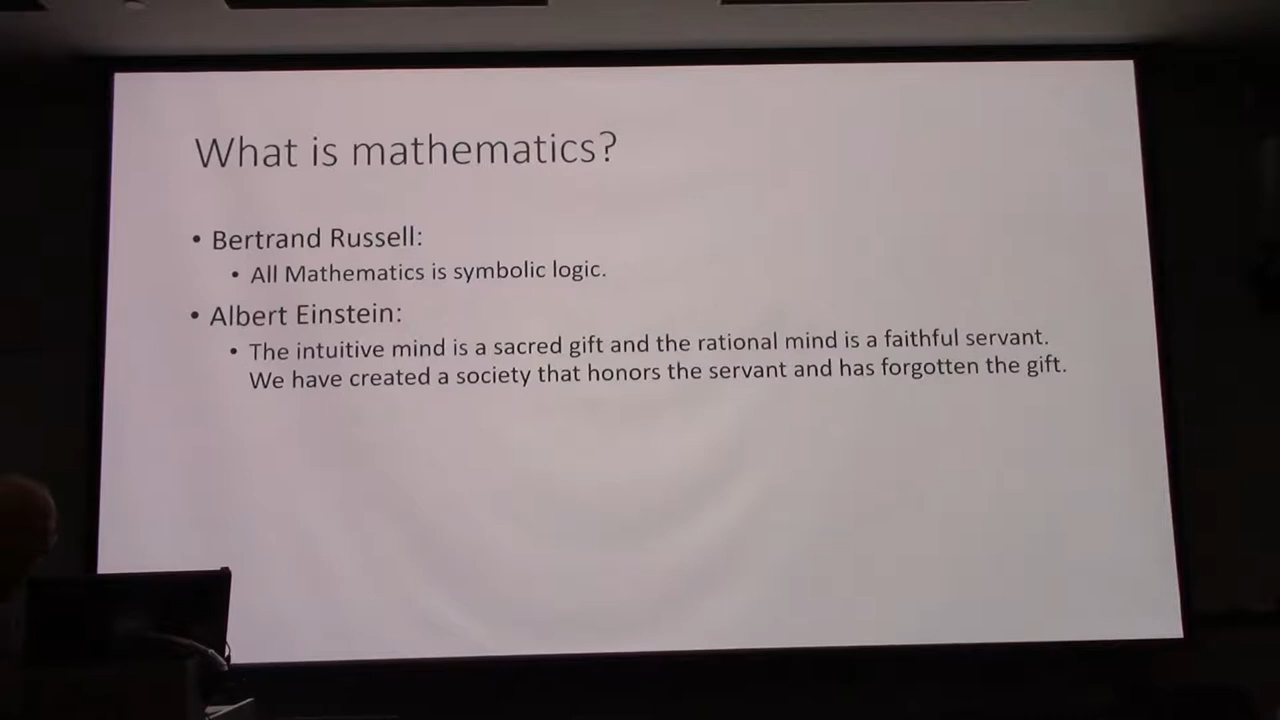 What is mathematics?
• Bertrand Russell:
• All Mathematics is symbolic logic.
• Albert Einstein:
• The intuitive mind is a sacred gift and the rational mind is a faithful servant.
We have created a society that honors the servant and has forgotten the gift.